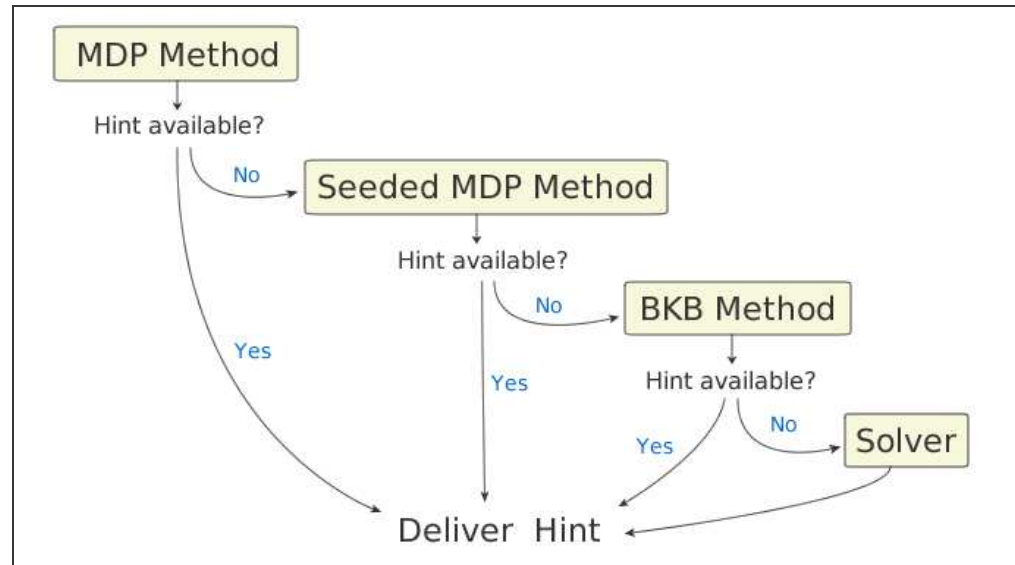 MDP Method
Hint available?
No
Seeded MDP Method
Hint available?
No
BKB Method
Yes
Yes
Hint available?
No
Yes
Solver
Deliver Hint